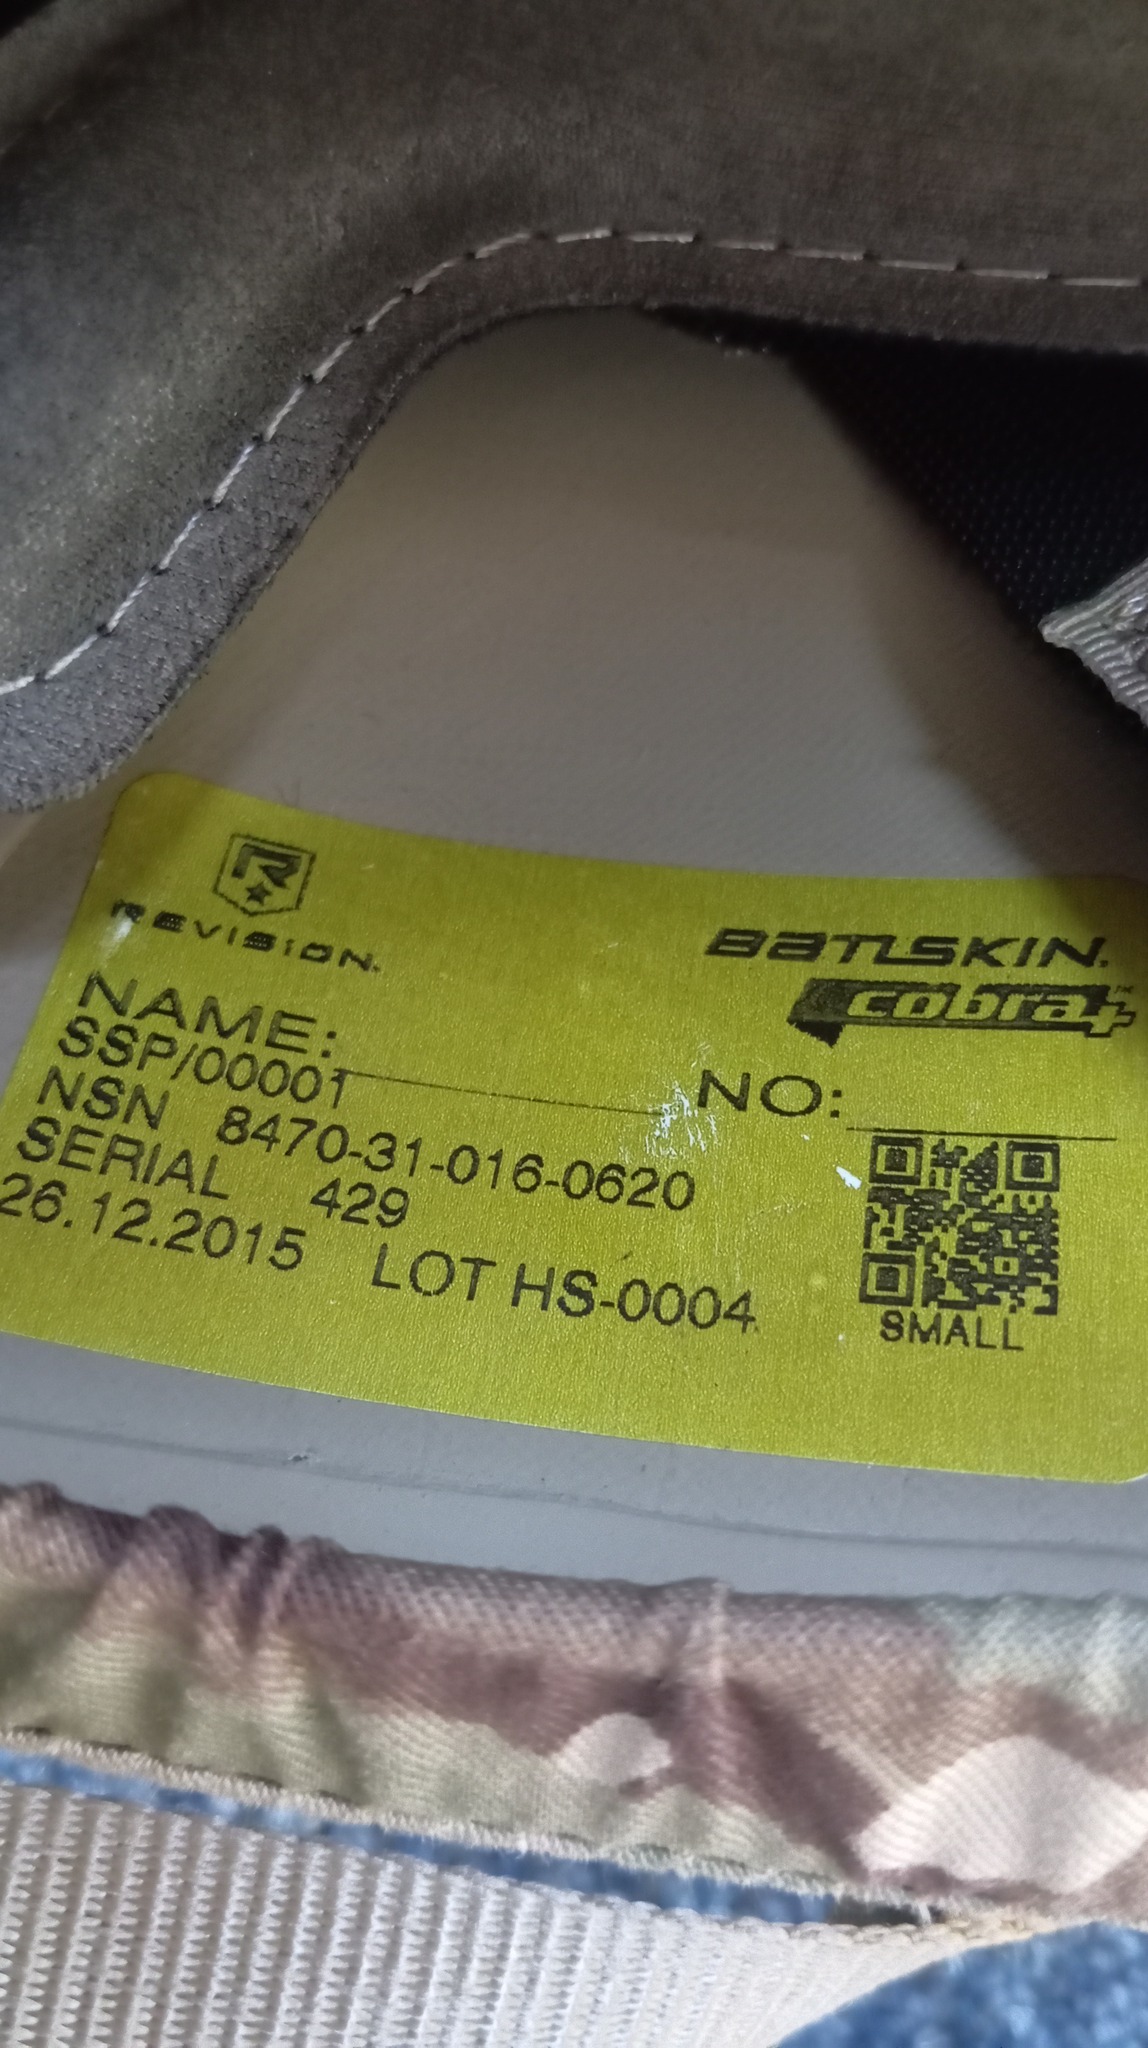 R
REVISION.
BATLSKIN.
cobra+™
NAME:
NO:
SSP/00001
NSN 8470-31-016-0620
SERIAL 429
26.12.2015 LOT HS-0004
SMALL